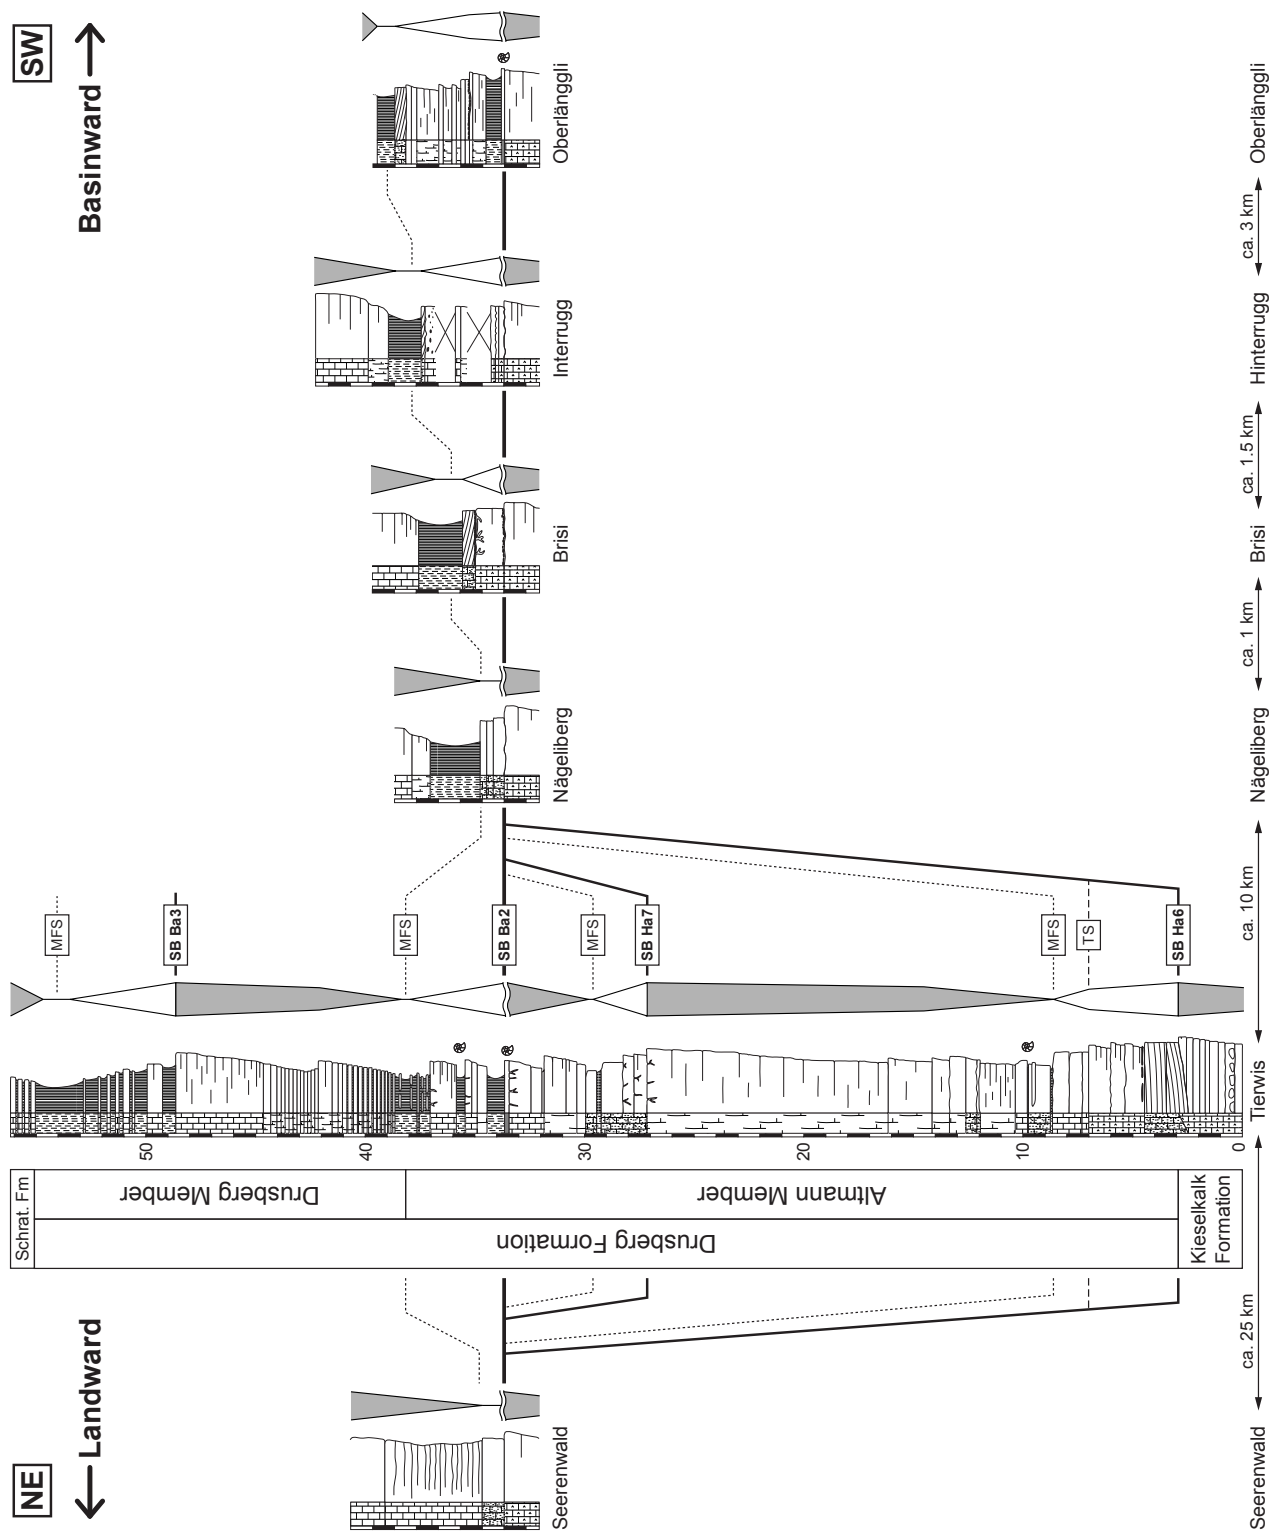 NE
Landward
SW
Basinward
Schrat. Fm
Drusberg Member
Altmann Member
Drusberg Formation
Kieselkalk
Formation
50
40
30
20
10
0
MFS
SB Ba3
MFS
SB Ba2
MFS
SB Ha7
MFS
TS
SB Ha6
Seerenwald
Tierwis
Nägeliberg
Brisi
Interrugg
Oberlänggli
Seerenwald
ca. 25 km
ca. 10 km
Nägeliberg
ca. 1 km
Brisi
ca. 1.5 km
Hinterrugg
ca. 3 km
Oberlänggli